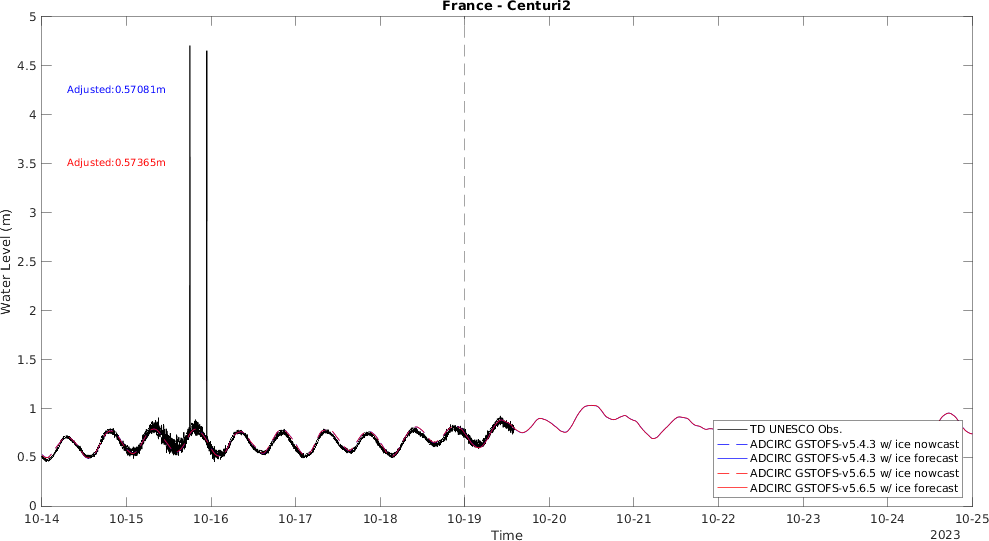 France - Centuri2
5
4.5
4
3.5
3
2.5
2
1.5
1
0.5
0
Water Level (m)
Adjusted:0.57081m
Adjusted:0.57365m
TD UNESCO Obs.
ADCIRC GSTOFS-v5.4.3 w/ ice nowcast
ADCIRC GSTOFS-v5.4.3 w/ ice forecast
ADCIRC GSTOFS-v5.6.5 w/ ice nowcast
ADCIRC GSTOFS-v5.6.5 w/ ice forecast
10-14 10-15 10-16 10-17 10-18 10-19 10-20 10-21 10-22 10-23 10-24 10-25
Time
2023